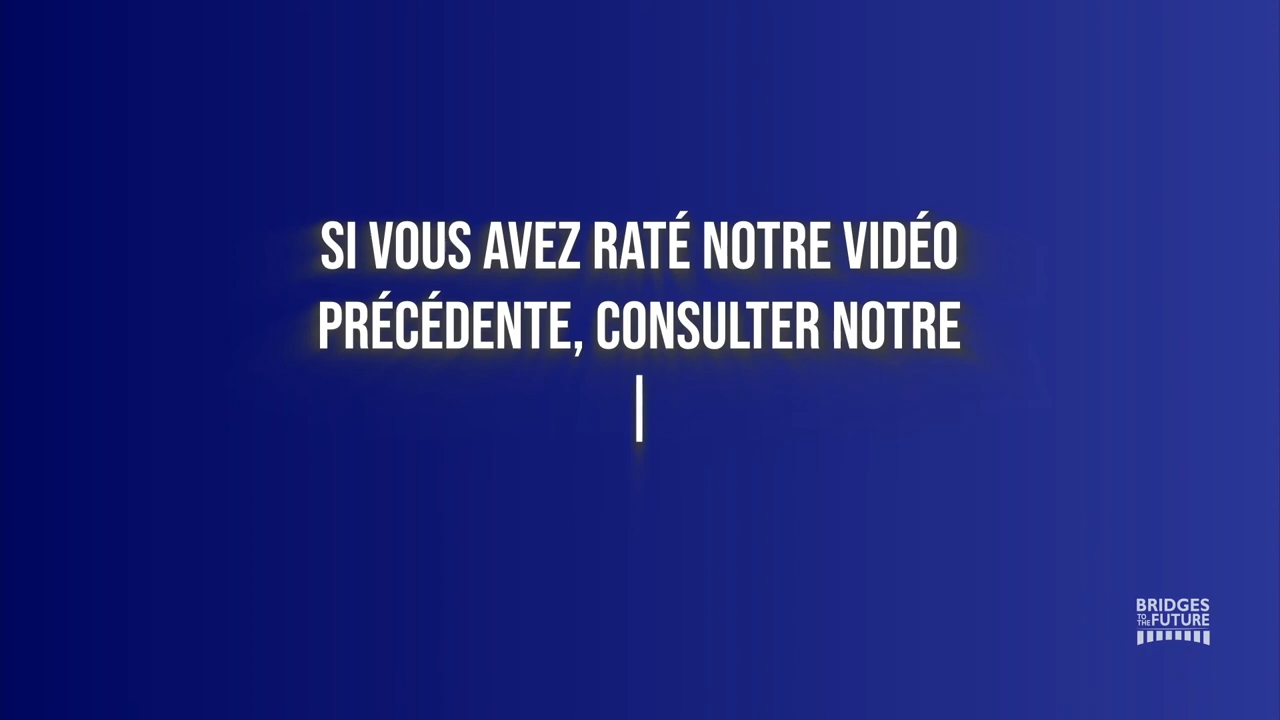 SI VOUS AVEZ RATÉ NOTRE VIDÉO
PRÉCÉDENTE, CONSULTER NOTRE
BRIDGES
TO THE FUTURE